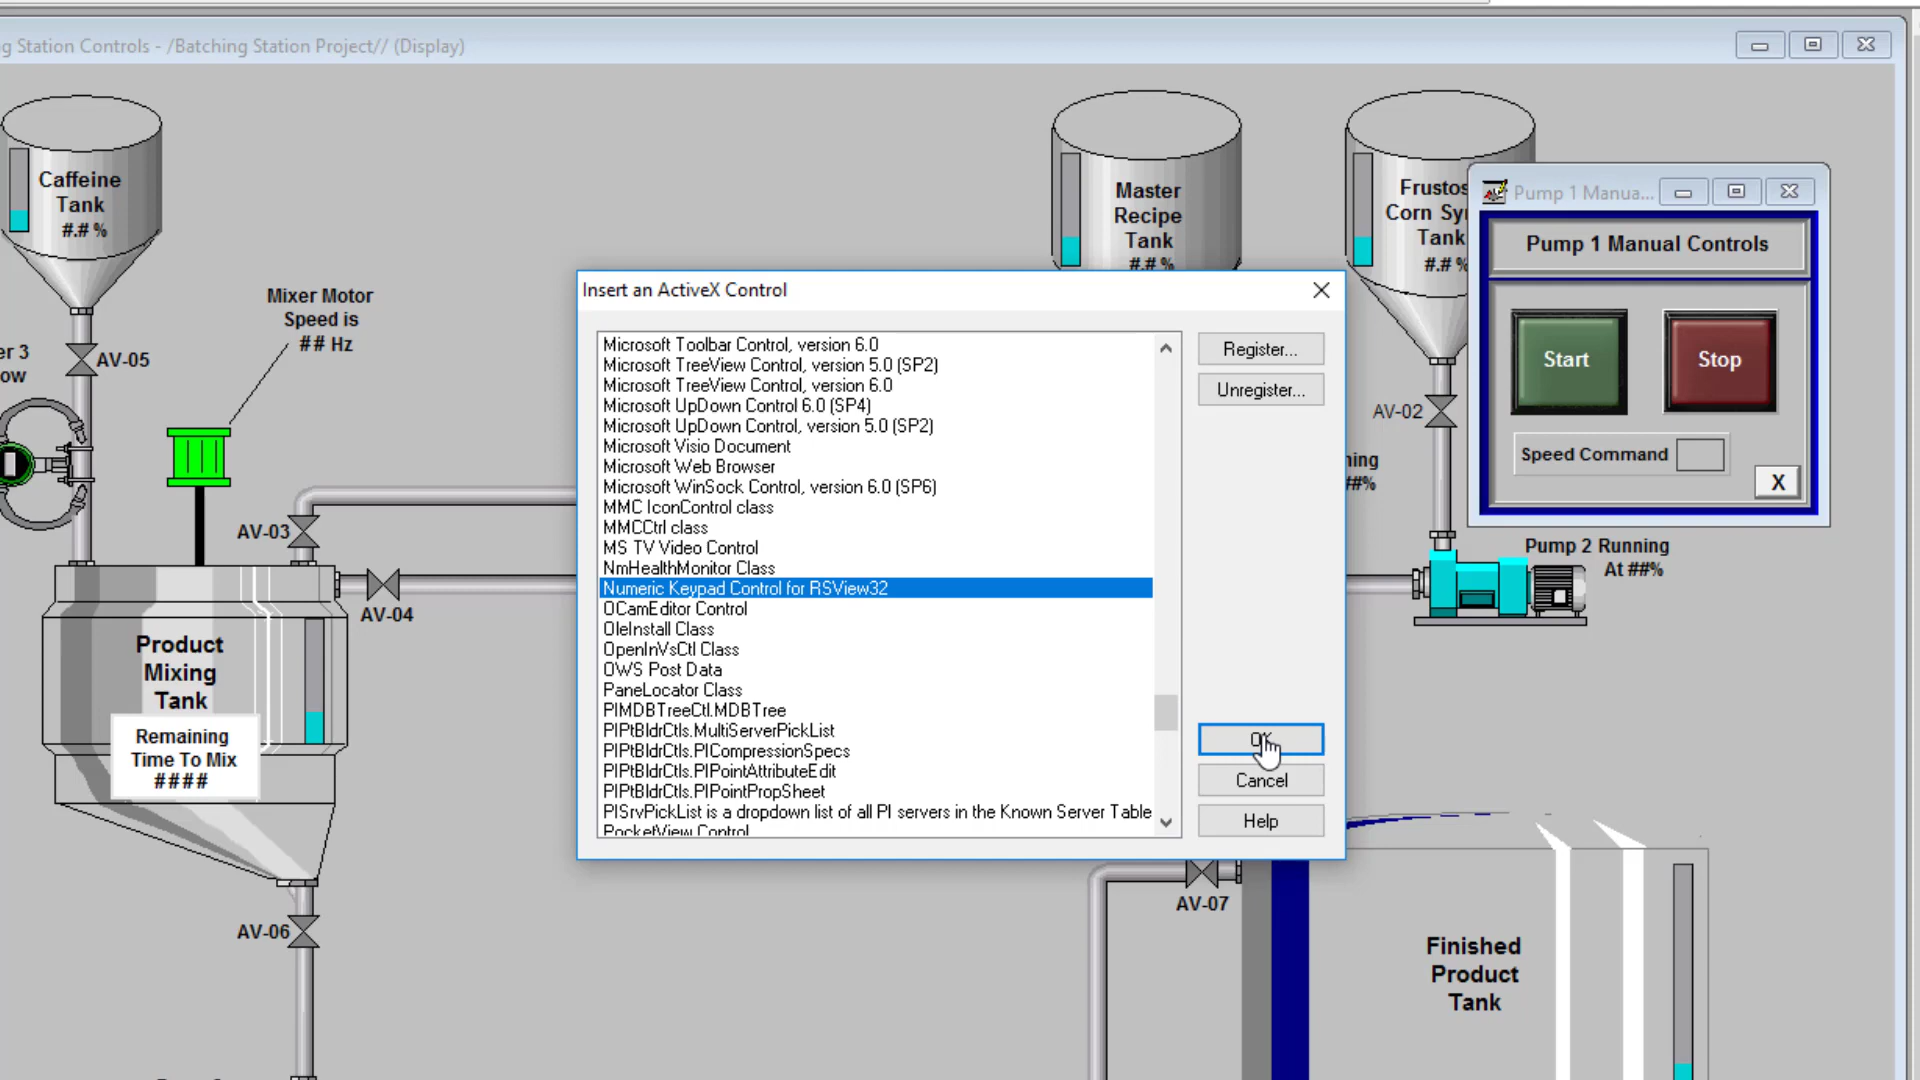 g Station Controls - /Batching Station Project// (Display)
Caffeine
Tank
#.# %
Mixer Motor
Speed is
## Hz
er 3
ow
AV-05
AV-03
AV-04
Product
Mixing
Tank
Remaining
Time To Mix
####
AV-06
Master
Recipe
Tank
#.# %
Frustos
Corn Sy
Tank
#.# %
AV-02
ning
##%
Insert an ActiveX Control
Microsoft Toolbar Control, version 6.0
Microsoft TreeView Control, version 5.0 (SP2)
Microsoft TreeView Control, version 6.0
Microsoft UpDown Control 6.0 (SP4)
Microsoft UpDown Control, version 5.0 (SP2)
Microsoft Visio Document
Microsoft Web Browser
Microsoft WinSock Control, version 6.0 (SP6)
MMC IconControl class
MMCCtrl class
MS TV Video Control
NmHealthMonitor Class
Numeric Keypad Control for RSView32
OCamEditor Control
OleInstall Class
OpenInVsCtl Class
OWS Post Data
PaneLocator Class
PIMDBTreeCtl.MDBTree
PIPtBldrCtls.MultiServerPickList
PIPtBldrCtls.PICompressionSpecs
PIPtBldrCtls.PIPointAttributeEdit
PIPtBldrCtls.PIPointPropSheet
PISrvPickList is a dropdown list of all PI servers in the Known Server Table
PocketView Control
Register...
Unregister...
OK
Cancel
Help
Pump 1 Manua...
Pump 1 Manual Controls
Start
Stop
Speed Command
X
Pump 2 Running
At ##%
AV-07
Finished
Product
Tank